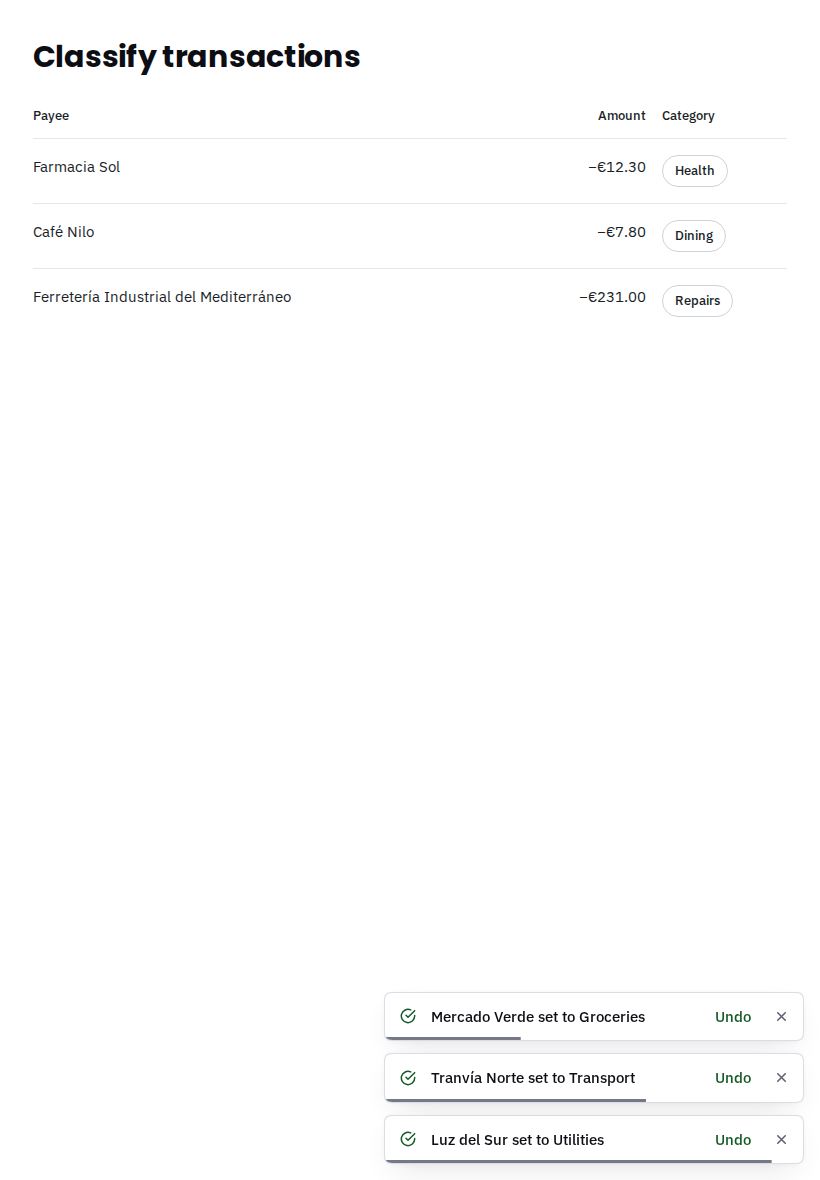 Classify transactions
Payee Amount Category
Farmacia Sol −€12.30 Health
Café Nilo −€7.80 Dining
Ferretería Industrial del Mediterráneo −€231.00 Repairs
Mercado Verde set to Groceries Undo
Tranvía Norte set to Transport Undo
Luz del Sur set to Utilities Undo